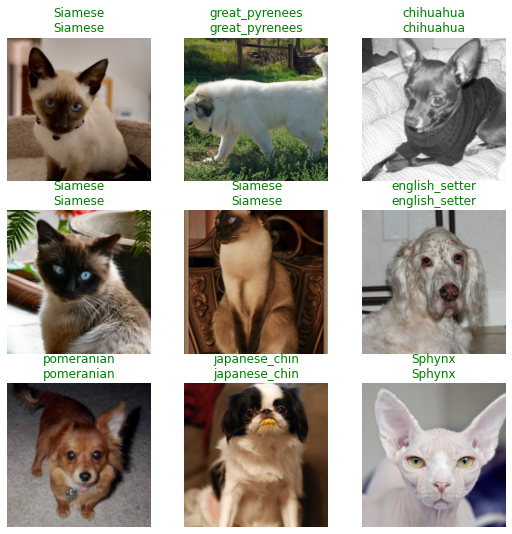 Siamese
Siamese
great_pyrenees
great_pyrenees
chihuahua
chihuahua
Siamese
Siamese
Siamese
Siamese
english_setter
english_setter
pomeranian
pomeranian
japanese_chin
japanese_chin
Sphynx
Sphynx